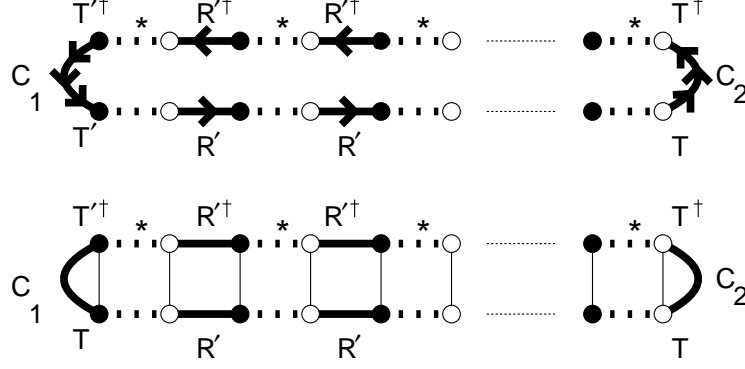 T′† * R′† * R′† * * T†
C1 C2
T′ R′ R′ T
T′† * R′† * R′† * * T†
C1 C2
T R′ R′ T